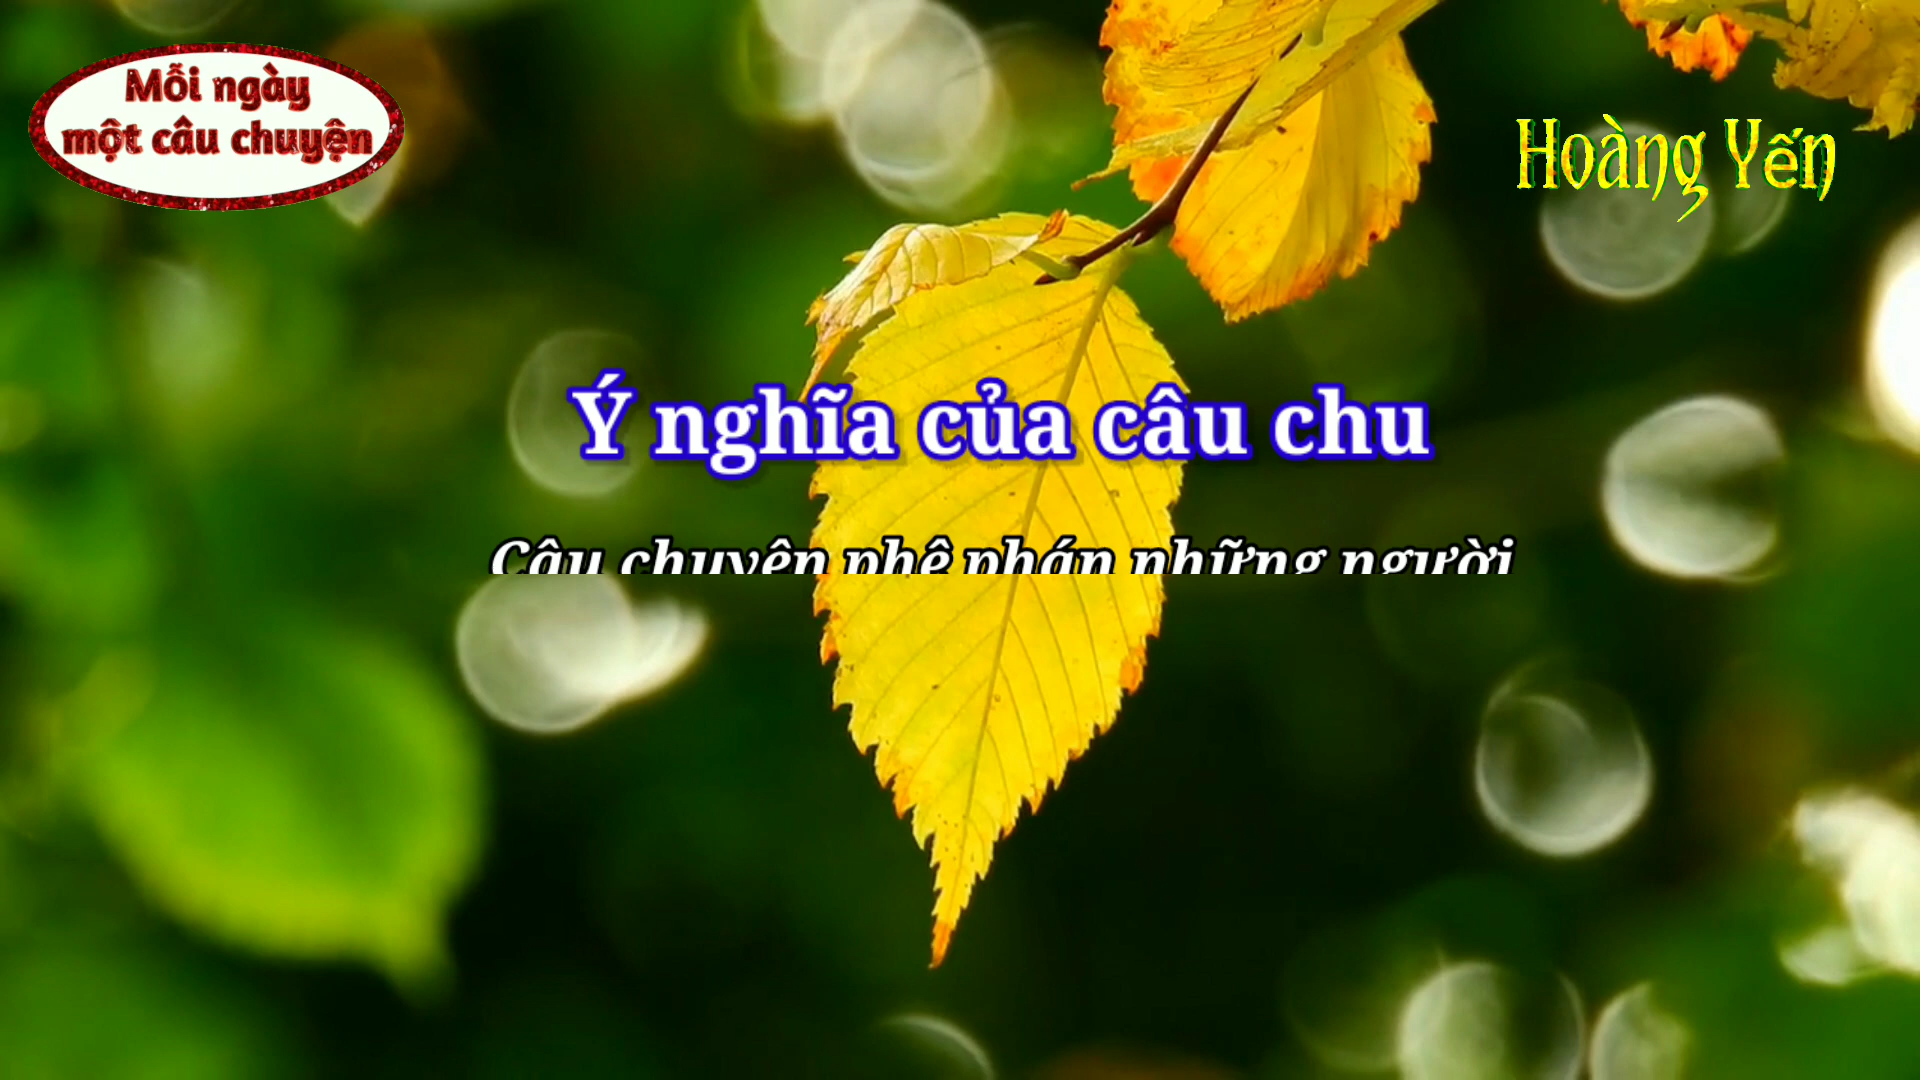 Mỗi ngày
một câu chuyện
Hoàng Yến
Ý nghĩa của câu chu
Câu chuyện phê phán những người